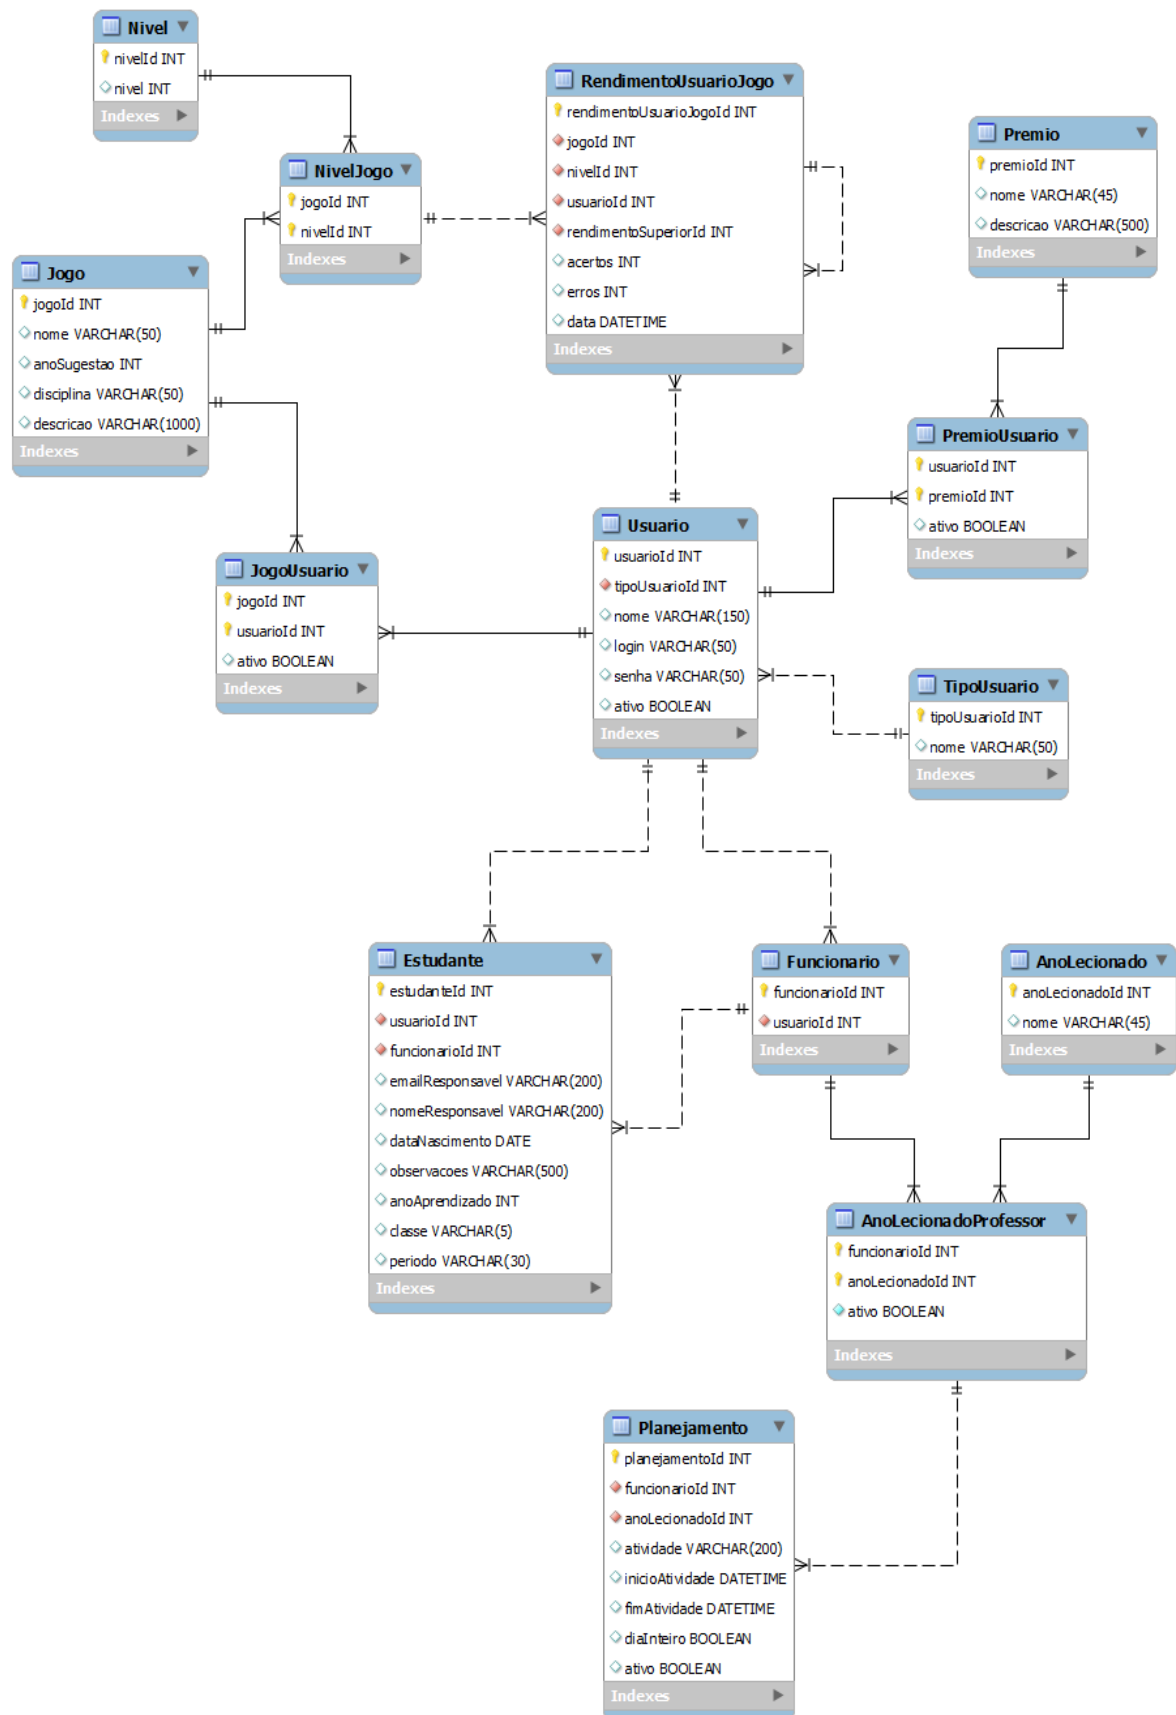 Nivel
nivelId INT
nivel INT
Indexes
RendimentoUsuarioJogo
rendimentoUsuarioJogoId INT
jogoId INT
nivelId INT
usuarioId INT
rendimentoSuperiorId INT
acertos INT
erros INT
data DATETIME
Indexes
Premio
premioId INT
nome VARCHAR(45)
descricao VARCHAR(500)
Indexes
NivelJogo
jogoId INT
nivelId INT
Indexes
Jogo
jogoId INT
nome VARCHAR(50)
anoSugestao INT
disciplina VARCHAR(50)
descricao VARCHAR(1000)
Indexes
PremioUsuario
usuarioId INT
premioId INT
ativo BOOLEAN
Indexes
Usuario
usuarioId INT
tipoUsuarioId INT
nome VARCHAR(150)
login VARCHAR(50)
senha VARCHAR(50)
ativo BOOLEAN
Indexes
JogoUsuario
jogoId INT
usuarioId INT
ativo BOOLEAN
Indexes
TipoUsuario
tipoUsuarioId INT
nome VARCHAR(50)
Indexes
Estudante
estudanteId INT
usuarioId INT
funcionarioId INT
emailResponsavel VARCHAR(200)
nomeResponsavel VARCHAR(200)
dataNascimento DATE
observacoes VARCHAR(500)
anoAprendizado INT
classe VARCHAR(5)
periodo VARCHAR(30)
Indexes
Funcionario
funcionarioId INT
usuarioId INT
Indexes
AnoLecionado
anoLecionadoId INT
nome VARCHAR(45)
Indexes
AnoLecionadoProfessor
funcionarioId INT
anoLecionadoId INT
ativo BOOLEAN
Indexes
Planejamento
planejamentoId INT
funcionarioId INT
anoLecionadoId INT
atividade VARCHAR(200)
inicioAtividade DATETIME
fimAtividade DATETIME
diaInteiro BOOLEAN
ativo BOOLEAN
Indexes